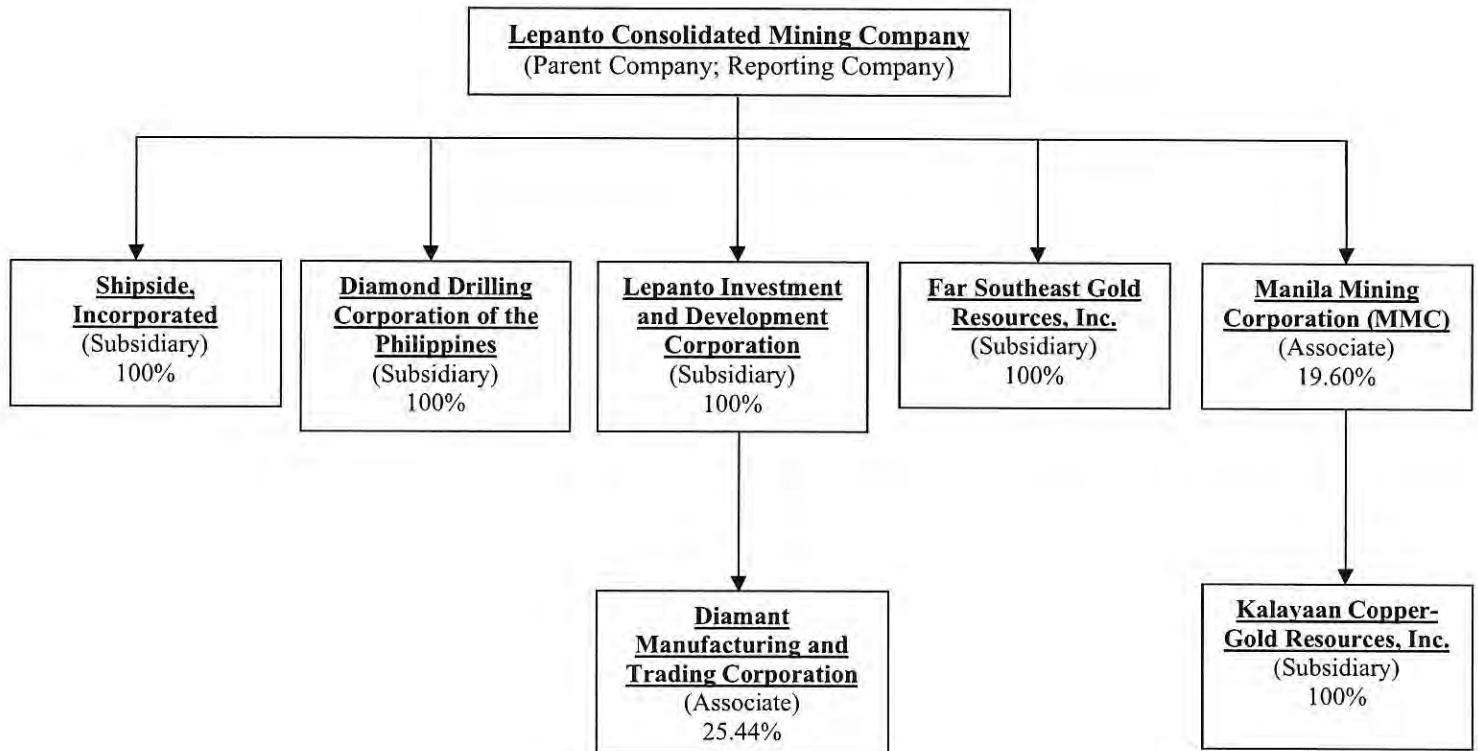 Lepanto Consolidated Mining Company
(Parent Company; Reporting Company)
Shipside,
Incorporated
(Subsidiary)
100%
Diamond Drilling
Corporation of the
Philippines
(Subsidiary)
100%
Lepanto Investment
and Development
Corporation
(Subsidiary)
100%
Far Southeast Gold
Resources, Inc.
(Subsidiary)
100%
Manila Mining
Corporation (MMC)
(Associate)
19.60%
Diamant
Manufacturing and
Trading Corporation
(Associate)
25.44%
Kalayaan Copper-
Gold Resources, Inc.
(Subsidiary)
100%